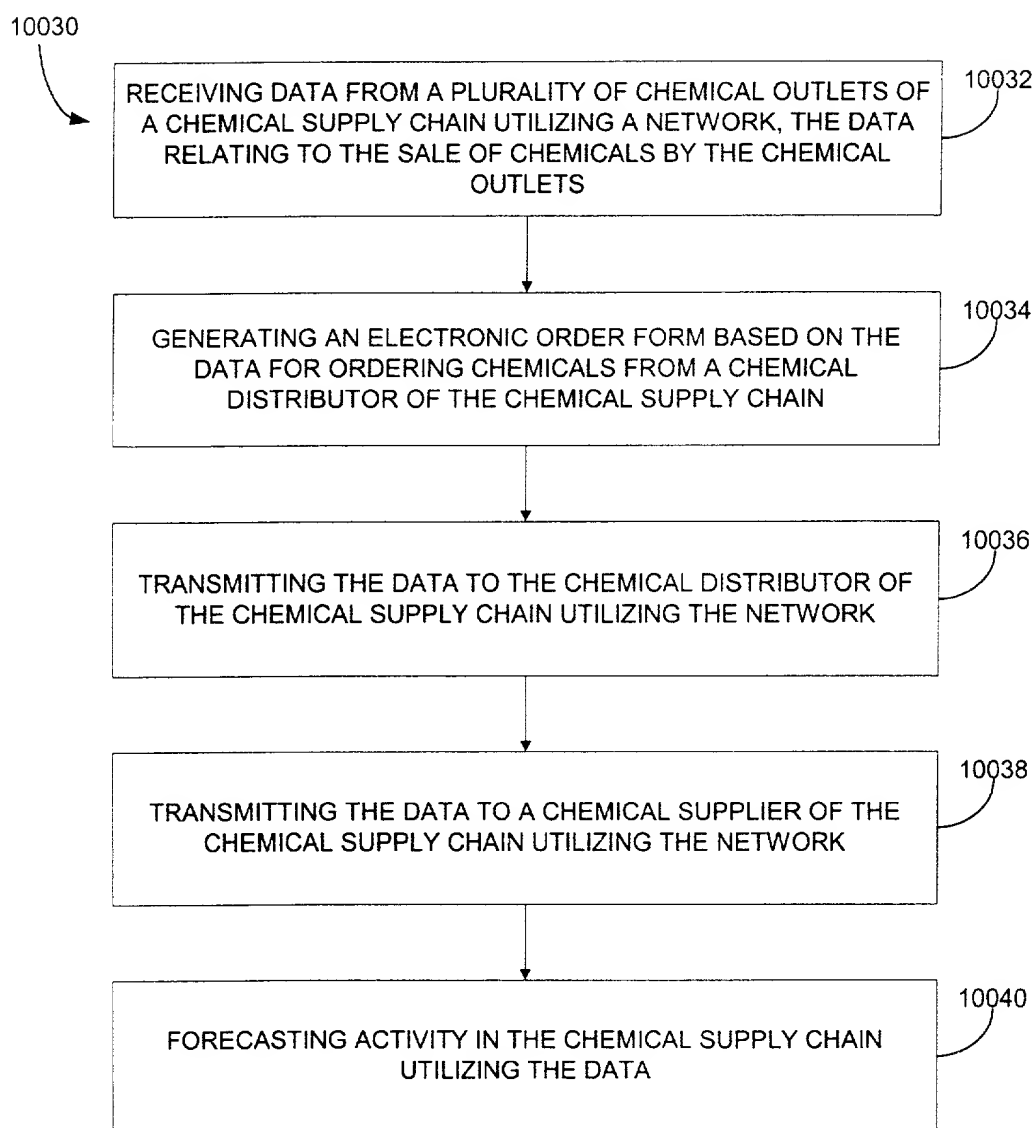 10030
RECEIVING DATA FROM A PLURALITY OF CHEMICAL OUTLETS OF
A CHEMICAL SUPPLY CHAIN UTILIZING A NETWORK, THE DATA
RELATING TO THE SALE OF CHEMICALS BY THE CHEMICAL
OUTLETS
10032
GENERATING AN ELECTRONIC ORDER FORM BASED ON THE
DATA FOR ORDERING CHEMICALS FROM A CHEMICAL
DISTRIBUTOR OF THE CHEMICAL SUPPLY CHAIN
10034
TRANSMITTING THE DATA TO THE CHEMICAL DISTRIBUTOR OF
THE CHEMICAL SUPPLY CHAIN UTILIZING THE NETWORK
10036
TRANSMITTING THE DATA TO A CHEMICAL SUPPLIER OF THE
CHEMICAL SUPPLY CHAIN UTILIZING THE NETWORK
10038
FORECASTING ACTIVITY IN THE CHEMICAL SUPPLY CHAIN
UTILIZING THE DATA
10040